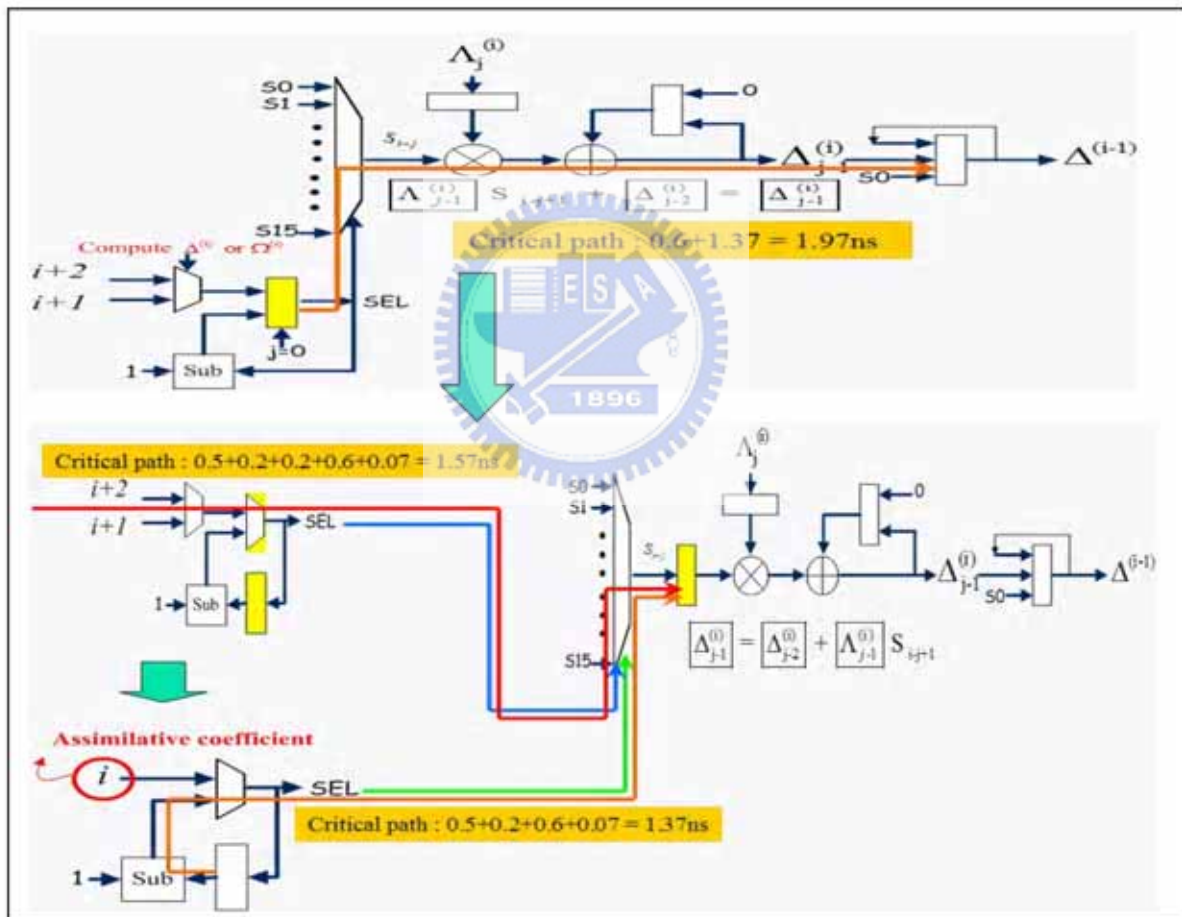 Λj(i)
S0
S1
0
Si-j
Δj-1(i)
Δ(i-1)
S0
Λj-1(i) Si-j+1 + Δj-2(i) = Δj-1(i)
S15
Critical path : 0.6+1.37 = 1.97ns
Compute Δ(i) or Ω(i)
i+2
i+1
SEL
j=0
1
Sub
ESA
1896
Critical path : 0.5+0.2+0.2+0.6+0.07 = 1.57ns
Λj(i)
i+2
i+1
SEL
S0
S1
0
Si-j
Δj-1(i)
Δ(i-1)
S0
1
Sub
S15
Δj-1(i) = Δj-2(i) + Λj-1(i) Si-j+1
Assimilative coefficient
i
SEL
Critical path : 0.5+0.2+0.6+0.07 = 1.37ns
1
Sub